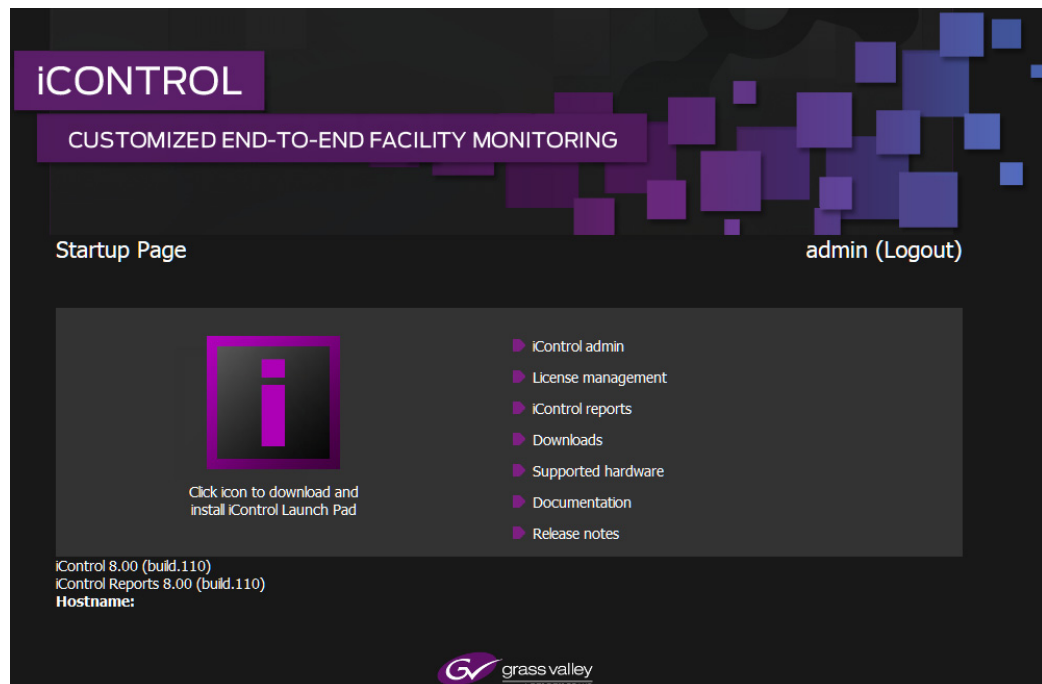 iCONTROL
CUSTOMIZED END-TO-END FACILITY MONITORING
Startup Page
admin (Logout)
iControl admin
License management
iControl reports
Downloads
Supported hardware
Documentation
Release notes
Click icon to download and
install iControl Launch Pad
iControl 8.00 (build.110)
iControl Reports 8.00 (build.110)
Hostname:
GV grass valley